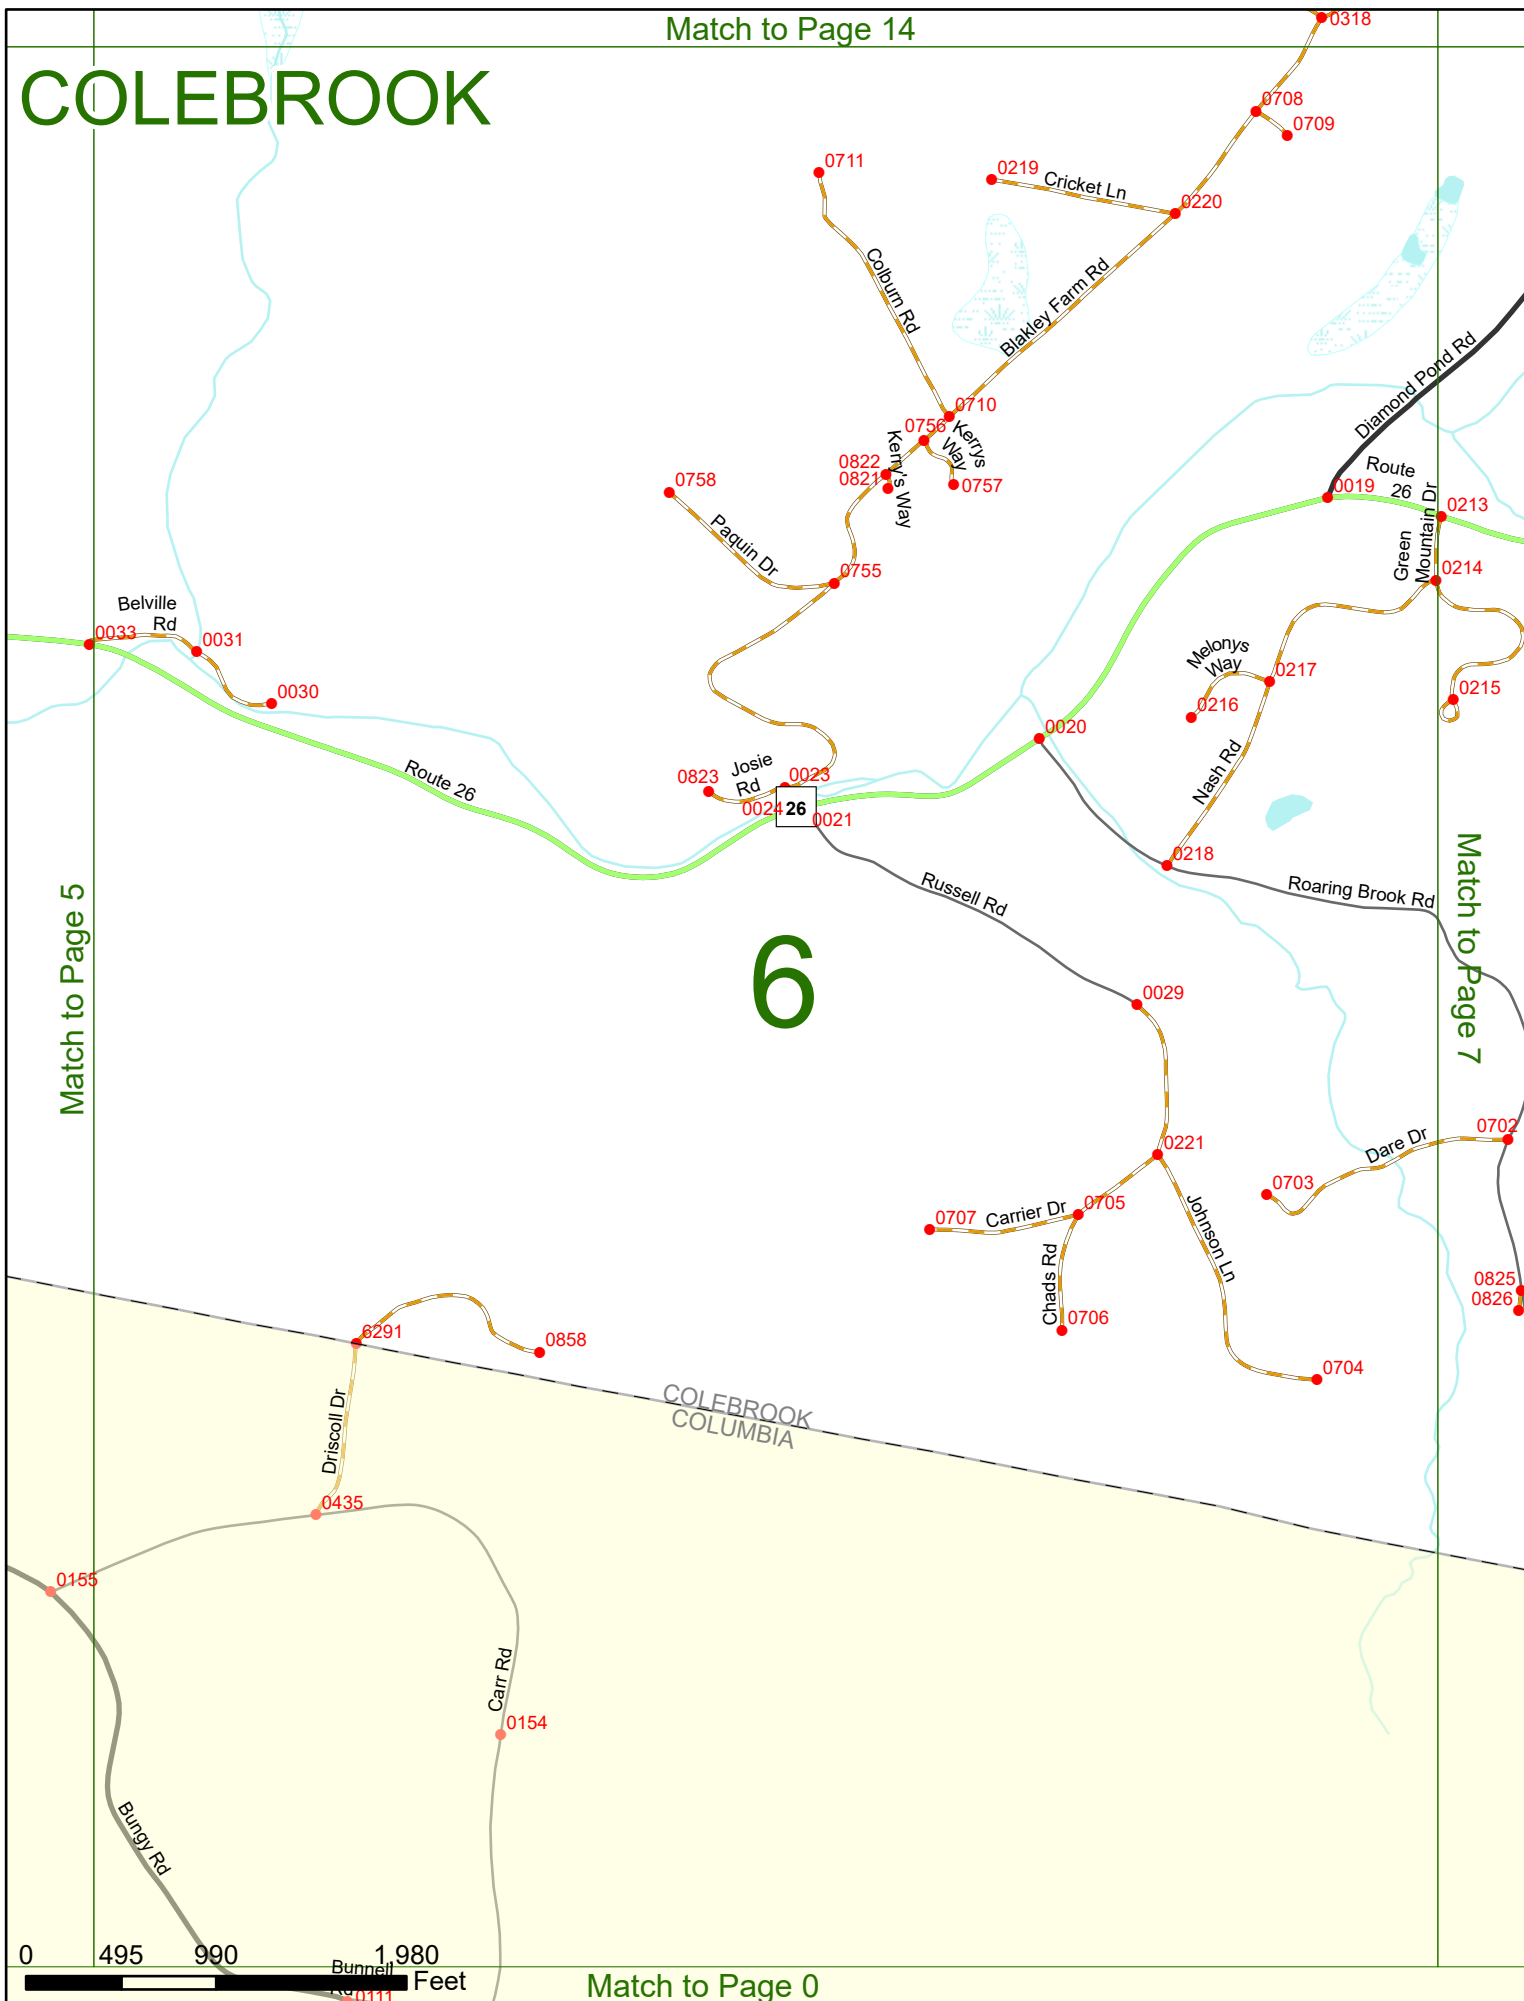 Match to Page 14
0318
COLEBROOK
0708
0709
0711
0219
Cricket Ln
0220
Colburn Rd
Blakley Farm Rd
Diamond Pond Rd
0710
0756
Kerrys
Way
0822
0821
Kerry's Way
0757
0758
Paquin Dr
0755
Route
26
0019
0213
Green
Mountain Dr
0214
Belville
Rd
0033
0031
0030
Melonys
Way
0217
0216
0215
0020
Nash Rd
Route 26
Josie
Rd
0823
0023
0024
26
0021
0218
Russell Rd
Roaring Brook Rd
Match to Page 5
Match to Page 7
6
0029
0702
Dare Dr
0221
0703
0707
Carrier Dr
0705
Johnson Ln
Chads Rd
0706
0825
0826
0704
6291
0858
Driscoll Dr
COLEBROOK
COLUMBIA
0435
0155
Carr Rd
0154
Bungy Rd
0 495 990 1,980
Feet
Bunnell
Rd
0111
Match to Page 0